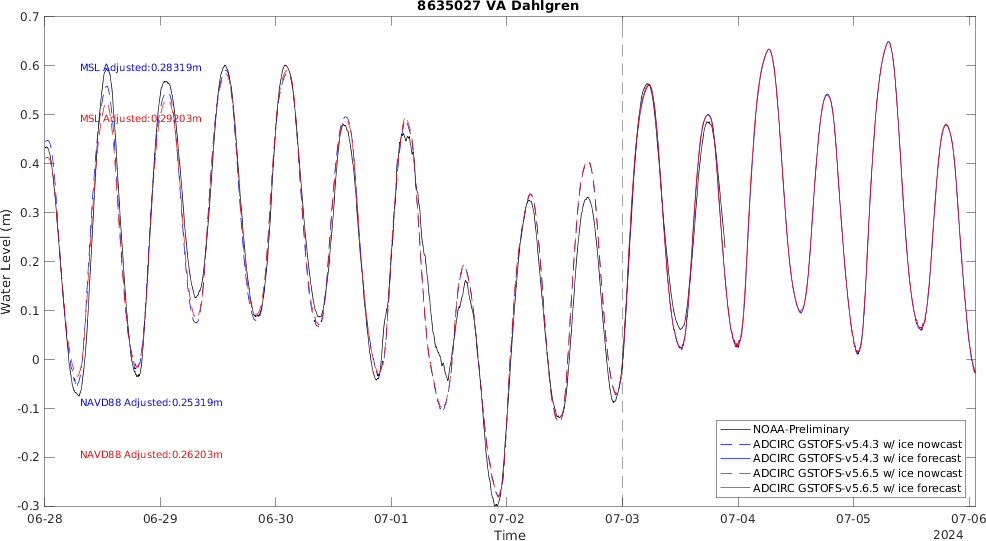 8635027 VA Dahlgren
0.7
0.6
0.5
0.4
0.3
0.2
0.1
0
-0.1
-0.2
-0.3
Water Level (m)
MSL Adjusted:0.28319m
MSL Adjusted:0.29203m
NAVD88 Adjusted:0.25319m
NAVD88 Adjusted:0.26203m
NOAA-Preliminary
ADCIRC GSTOFS-v5.4.3 w/ ice nowcast
ADCIRC GSTOFS-v5.4.3 w/ ice forecast
ADCIRC GSTOFS-v5.6.5 w/ ice nowcast
ADCIRC GSTOFS-v5.6.5 w/ ice forecast
06-28 06-29 06-30 07-01 07-02 07-03 07-04 07-05 07-06
Time
2024